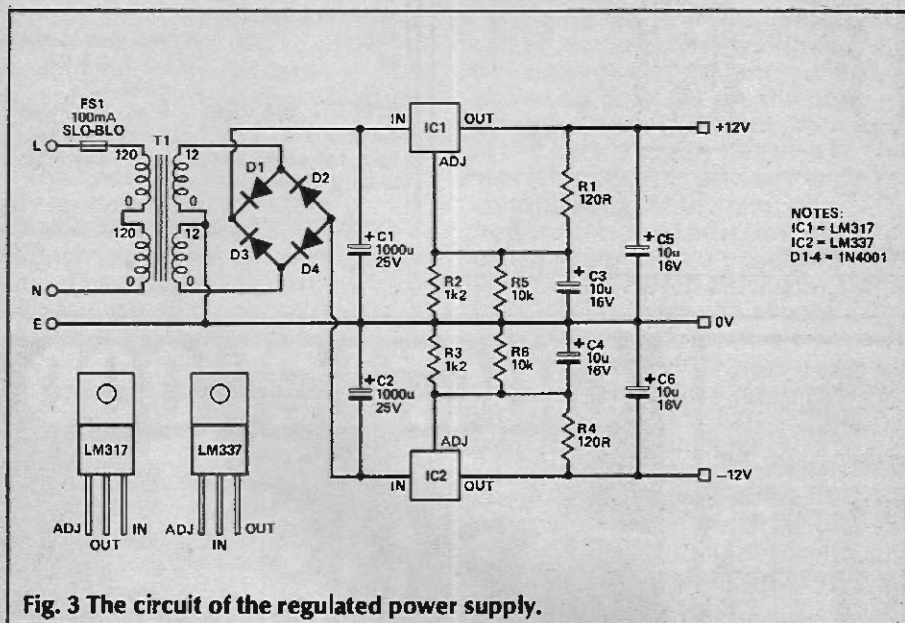 FS1
100mA
SLO-BLO
T1
L
120
12
0
0
120
12
0
0
N
E
D1
D2
D3
D4
IN
IC1
OUT
ADJ
+C1
1000u
25V
+C2
1000u
25V
R1
120R
R2
1k2
R5
10k
+C3
10u
16V
+C5
10u
16V
R3
1k2
R6
10k
+C4
10u
16V
+C6
10u
16V
R4
120R
ADJ
IN
IC2
OUT
+12V
0V
–12V
NOTES:
IC1 = LM317
IC2 = LM337
D1-4 = 1N4001
LM317
LM337
ADJ
OUT
IN
ADJ
IN
OUT
Fig. 3 The circuit of the regulated power supply.